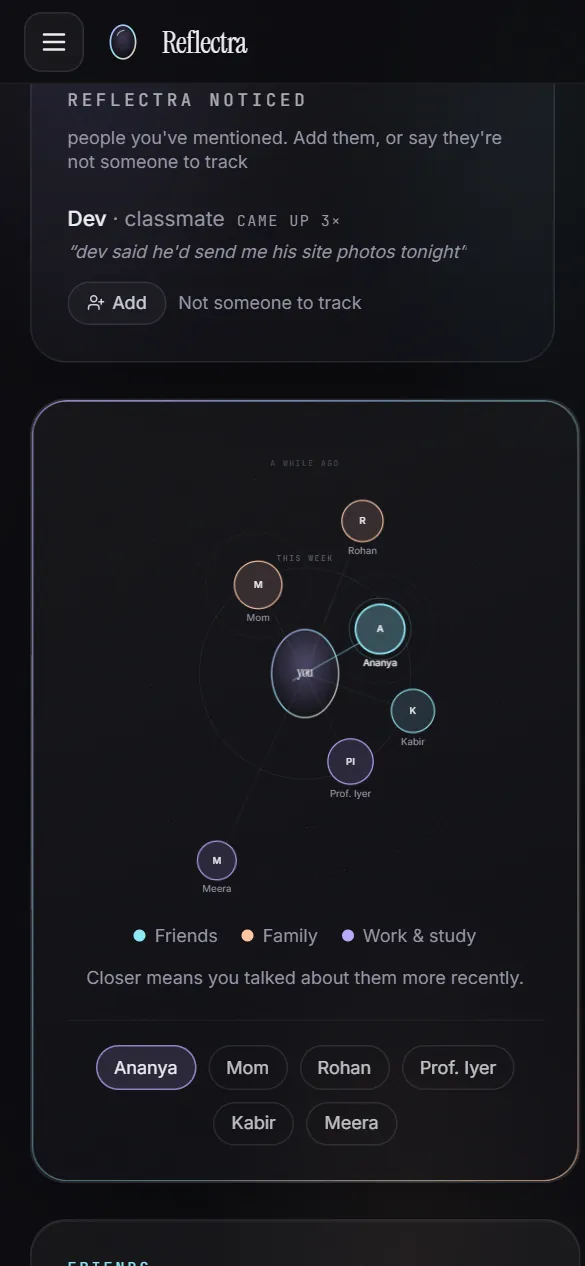 Reflectra
REFLECTRA NOTICED
people you've mentioned. Add them, or say they're
not someone to track
Dev · classmate CAME UP 3×
“dev said he'd send me his site photos tonight”
Add Not someone to track
A WHILE AGO
R
Rohan
THIS WEEK
M
Mom
A
Ananya
you
K
Kabir
PI
Prof. Iyer
M
Meera
Friends Family Work & study
Closer means you talked about them more recently.
Ananya Mom Rohan Prof. Iyer
Kabir Meera
FRIENDS